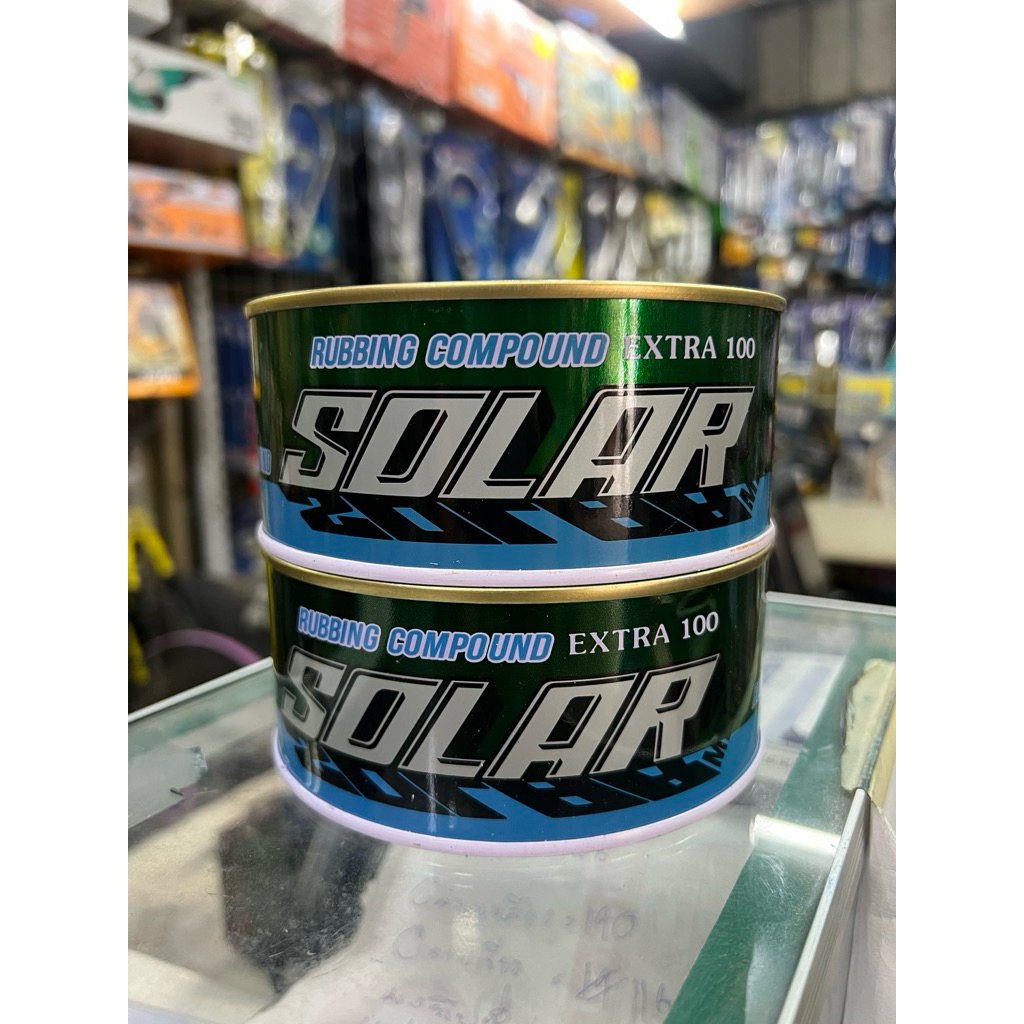 RUBBING COMPOUND EXTRA 100
SOLAR
RUBBING COMPOUND EXTRA 100
SOLAR